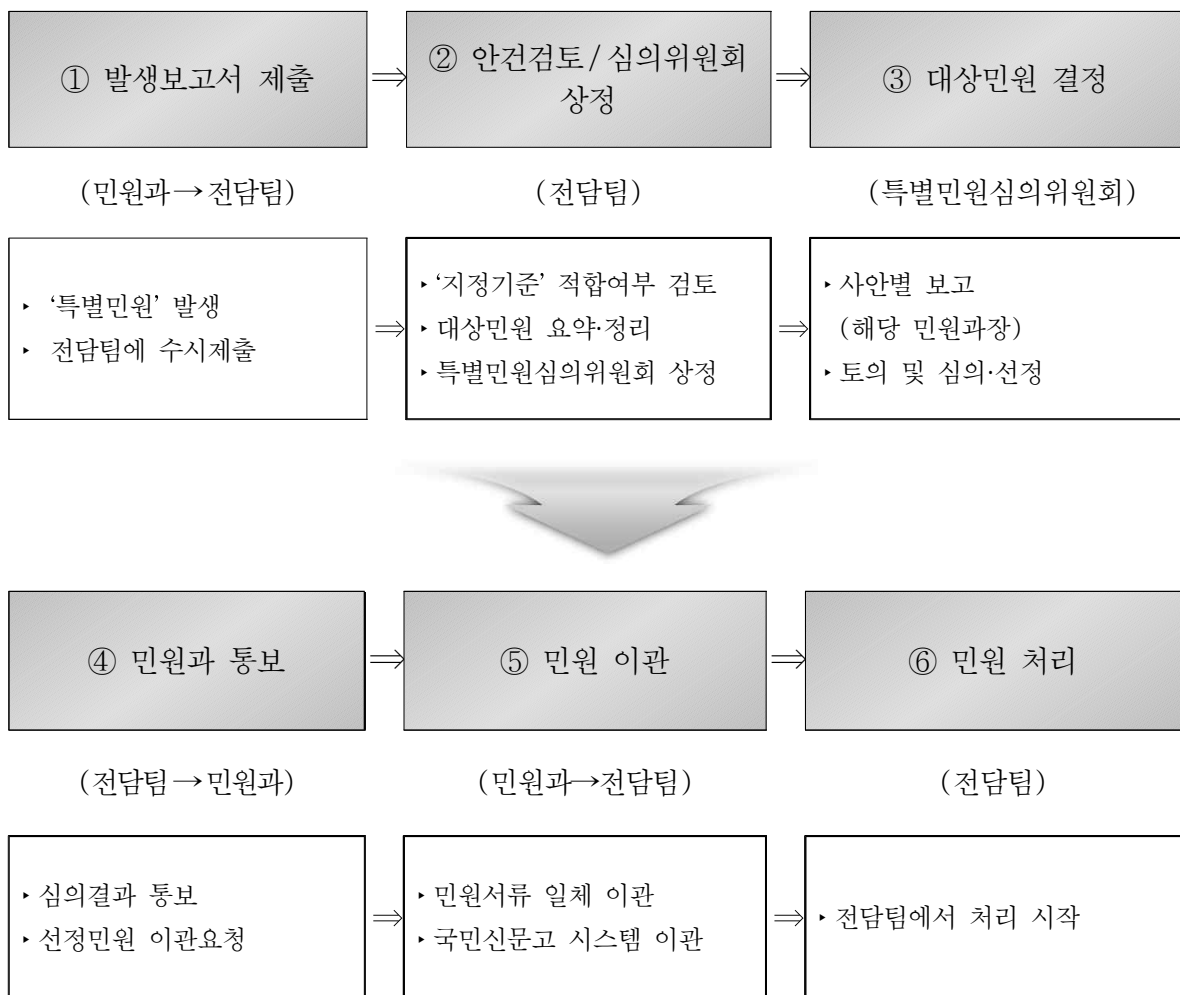 ① 발생보고서 제출
⇒
② 안건검토/심의위원회
상정
⇒
③ 대상민원 결정
(민원과→전담팀)
(전담팀)
(특별민원심의위원회)
‣ ‘특별민원’ 발생
‣ 전담팀에 수시제출
⇒
‣ ‘지정기준’ 적합여부 검토
‣ 대상민원 요약·정리
‣ 특별민원심의위원회 상정
⇒
‣ 사안별 보고
(해당 민원과장)
‣ 토의 및 심의·선정
④ 민원과 통보
⇒
⑤ 민원 이관
⇒
⑥ 민원 처리
(전담팀→민원과)
(민원과→전담팀)
(전담팀)
‣ 심의결과 통보
‣ 선정민원 이관요청
⇒
‣ 민원서류 일체 이관
‣ 국민신문고 시스템 이관
⇒
‣ 전담팀에서 처리 시작